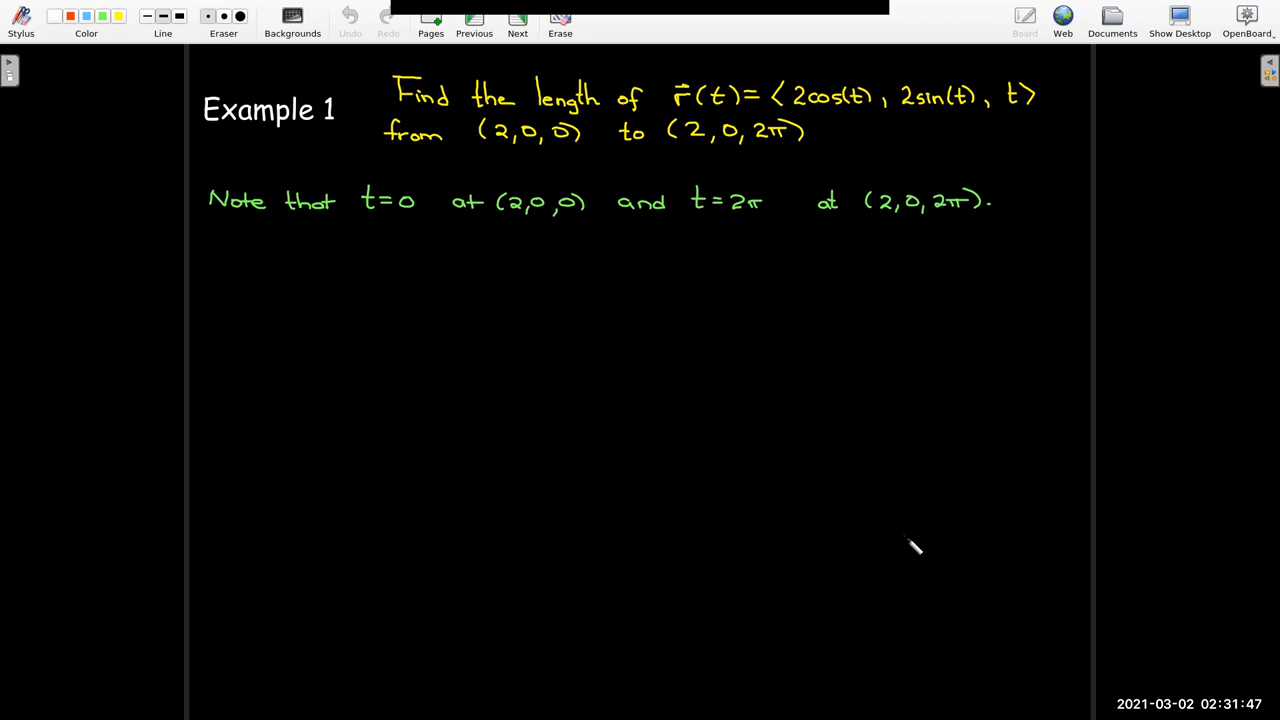 Stylus Color Line Eraser Backgrounds Undo Redo Pages Previous Next Erase Board Web Documents Show Desktop OpenBoard
Example 1 Find the length of r⃗(t)=⟨2cos(t), 2sin(t), t⟩
from (2,0,0) to (2,0,2π)
Note that t=0 at (2,0,0) and t=2π at (2,0,2π).
2021-03-02 02:31:47